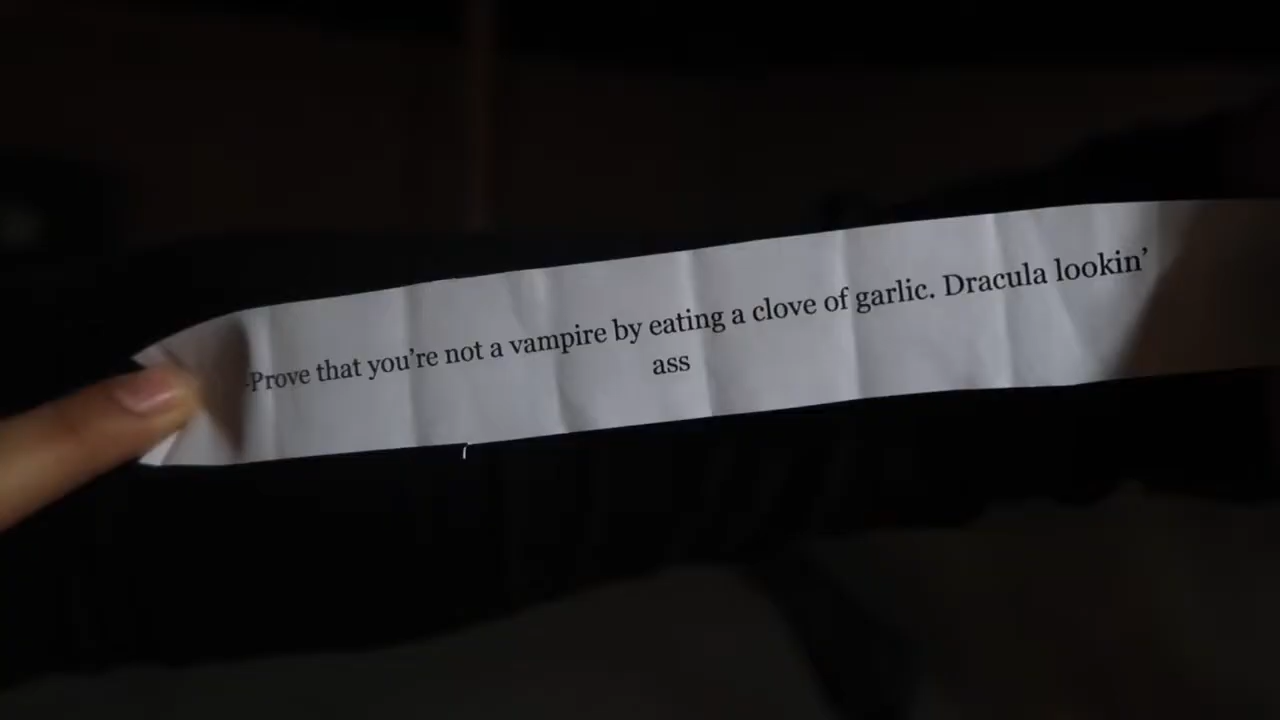 -Prove that you’re not a vampire by eating a clove of garlic. Dracula lookin’
ass